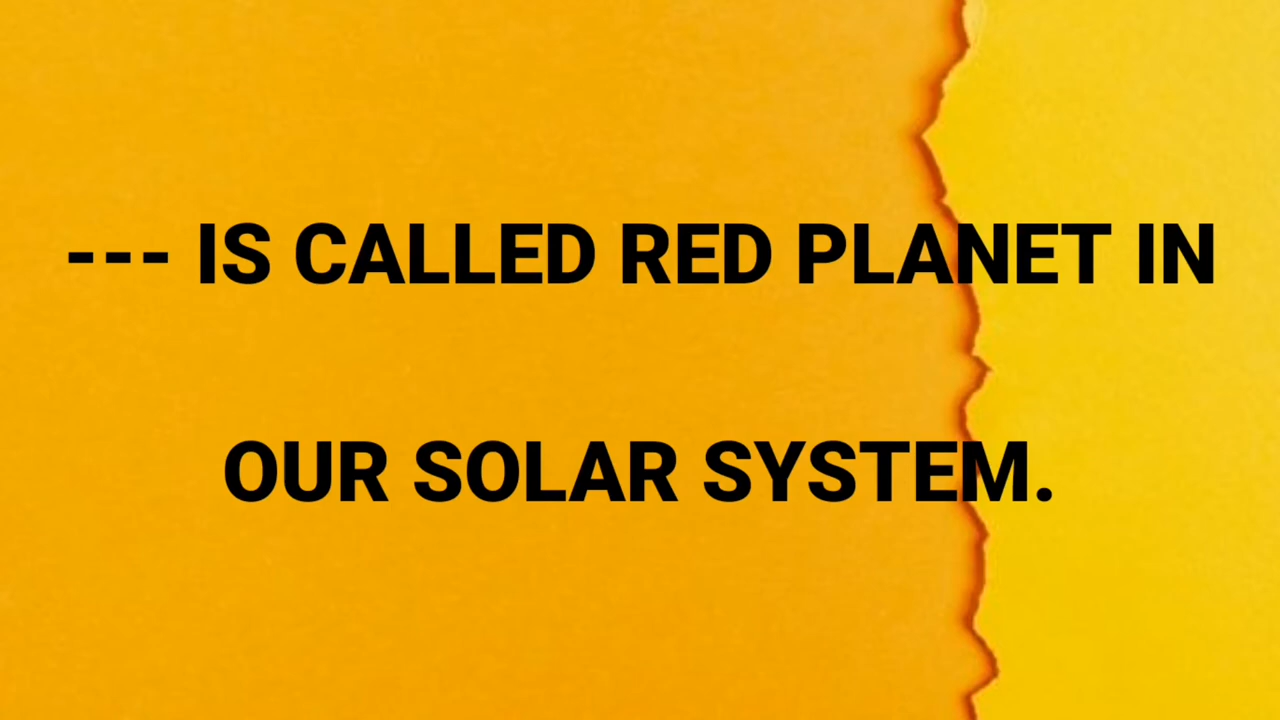 --- IS CALLED RED PLANET IN
OUR SOLAR SYSTEM.